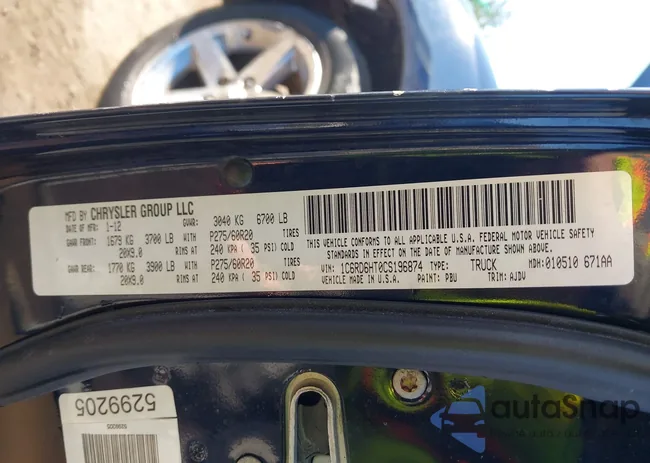 MFD BY CHRYSLER GROUP LLC
DATE OF MFR: 1-12 GVWR: 3040 KG 6700 LB
GAWR FRONT: 1679 KG 3700 LB WITH P275/60R20 TIRES
20X9.0 RIMS AT 240 KPA ( 35 PSI) COLD
GAWR REAR: 1770 KG 3900 LB WITH P275/60R20 TIRES
20X9.0 RIMS AT 240 KPA ( 35 PSI) COLD
THIS VEHICLE CONFORMS TO ALL APPLICABLE U.S.A. FEDERAL MOTOR VEHICLE SAFETY
STANDARDS IN EFFECT ON THE DATE OF MANUFACTURE SHOWN ABOVE.
VIN: 1C6RD6HT0CS196874 TYPE: TRUCK MDH: 010510 671AA
VEHICLE MADE IN U.S.A. PAINT: PBU TRIM: AJDV
5299205
5299205
autaSnap